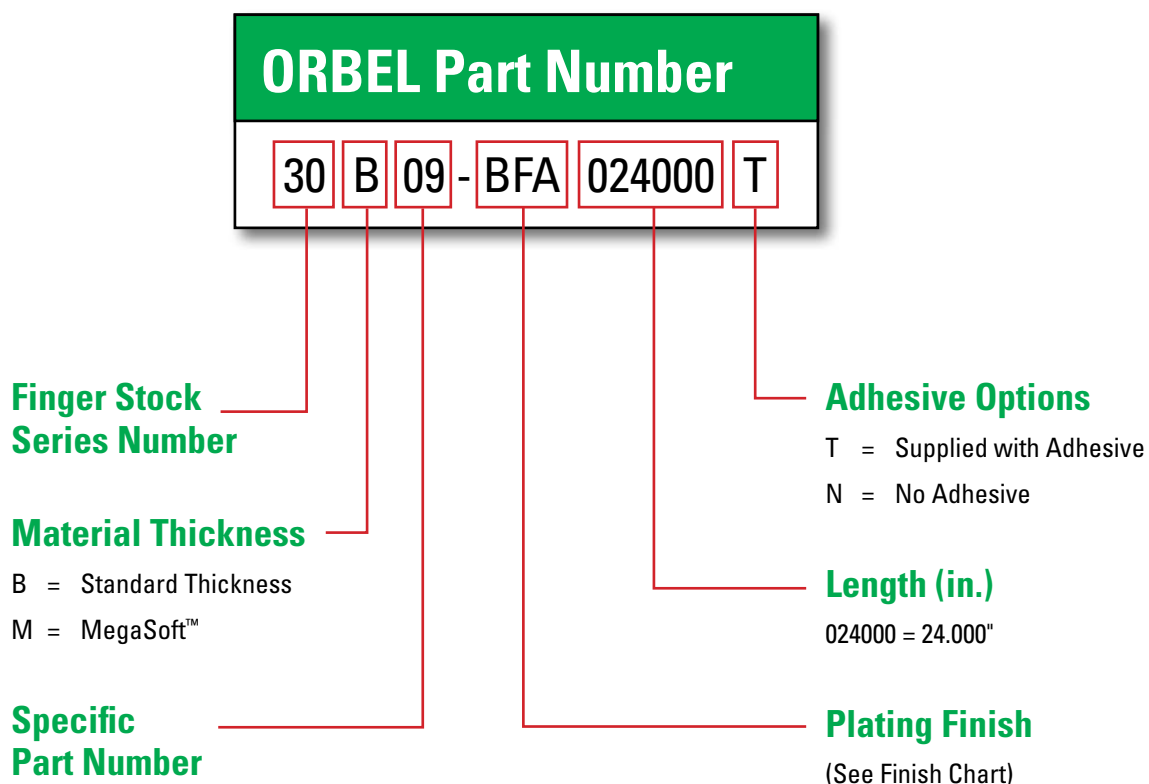 ORBEL Part Number
30 B 09 - BFA 024000 T
Finger Stock
Series Number
Material Thickness
B = Standard Thickness
M = MegaSoft™
Specific
Part Number
Adhesive Options
T = Supplied with Adhesive
N = No Adhesive
Length (in.)
024000 = 24.000"
Plating Finish
(See Finish Chart)